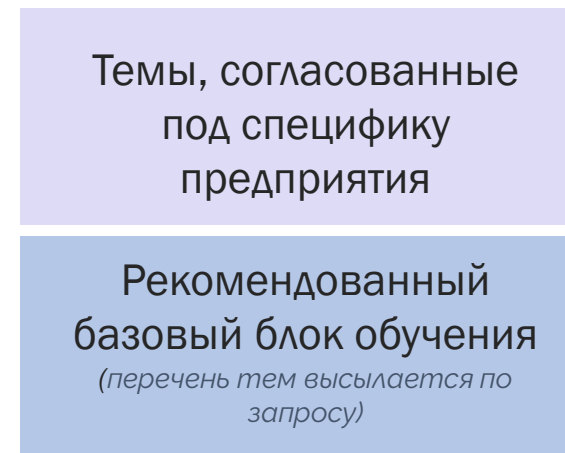 Темы, согласованные
под специфику
предприятия
Рекомендованный
базовый блок обучения
(перечень тем высылается по
запросу)